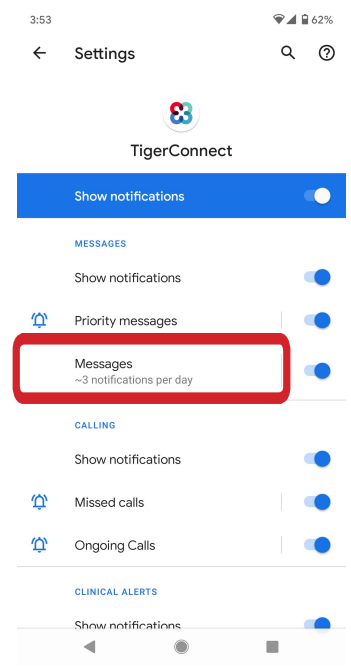 3:53
62%
Settings
TigerConnect
Show notifications
MESSAGES
Show notifications
Priority messages
Messages
~3 notifications per day
CALLING
Show notifications
Missed calls
Ongoing Calls
CLINICAL ALERTS
Show notifications